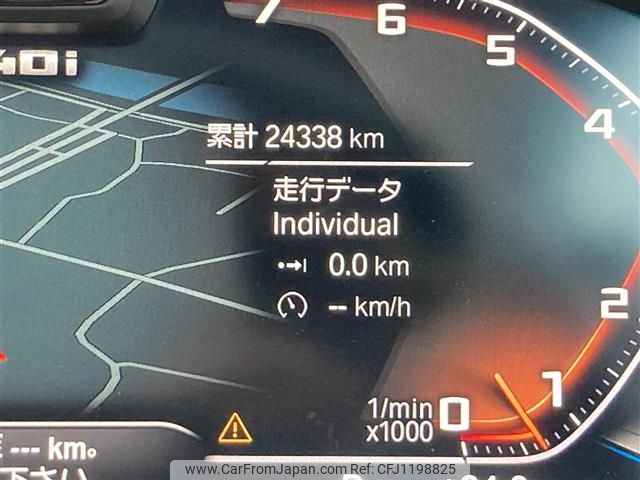 7 6 5 4 2 1 0
40i
累計 24338 km
走行データ
Individual
0.0 km
-- km/h
1/min
x1000
--- km。
下さい
www.CarFromJapan.com CFJ1198825